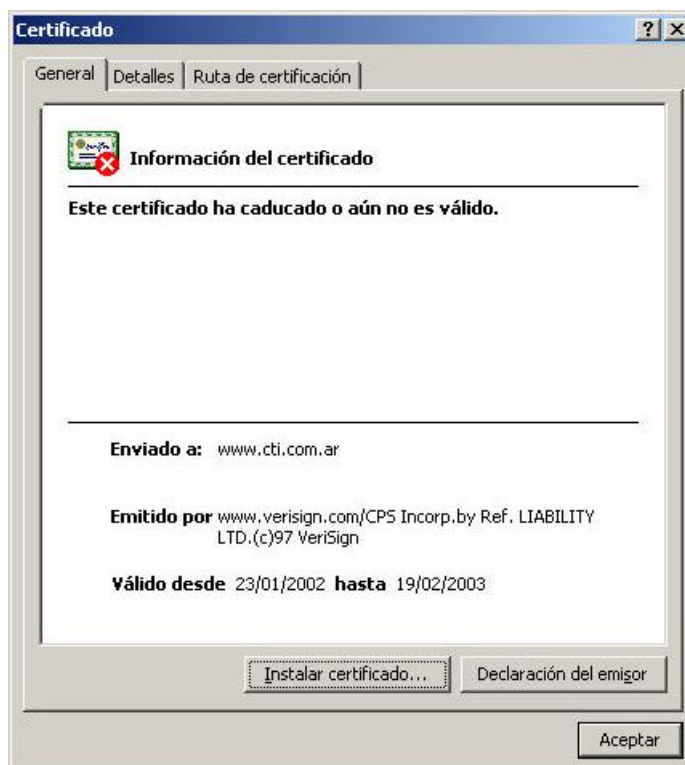 Certificado
General Detalles Ruta de certificación
Información del certificado
Este certificado ha caducado o aún no es válido.
Enviado a: www.cti.com.ar
Emitido por www.verisign.com/CPS Incorp.by Ref. LIABILITY
LTD.(c)97 VeriSign
Válido desde 23/01/2002 hasta 19/02/2003
Instalar certificado... Declaración del emisor
Aceptar